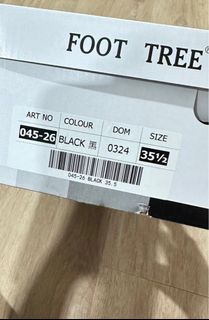 FOOT TREE®
ART NO COLOUR DOM SIZE
045-26 BLACK 黑 0324 35½
045-26 BLACK 35.5